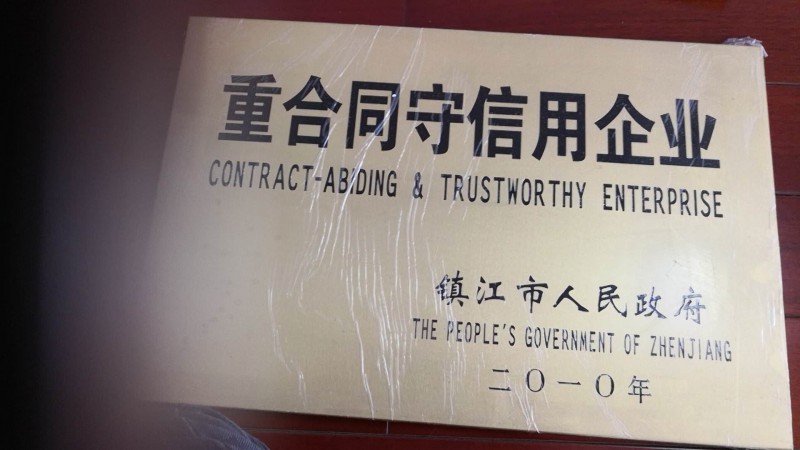 重合同守信用企业
CONTRACT-ABIDING & TRUSTWORTHY ENTERPRISE
镇江市人民政府
THE PEOPLE'S GOVERNMENT OF ZHENJIANG
二〇一〇年